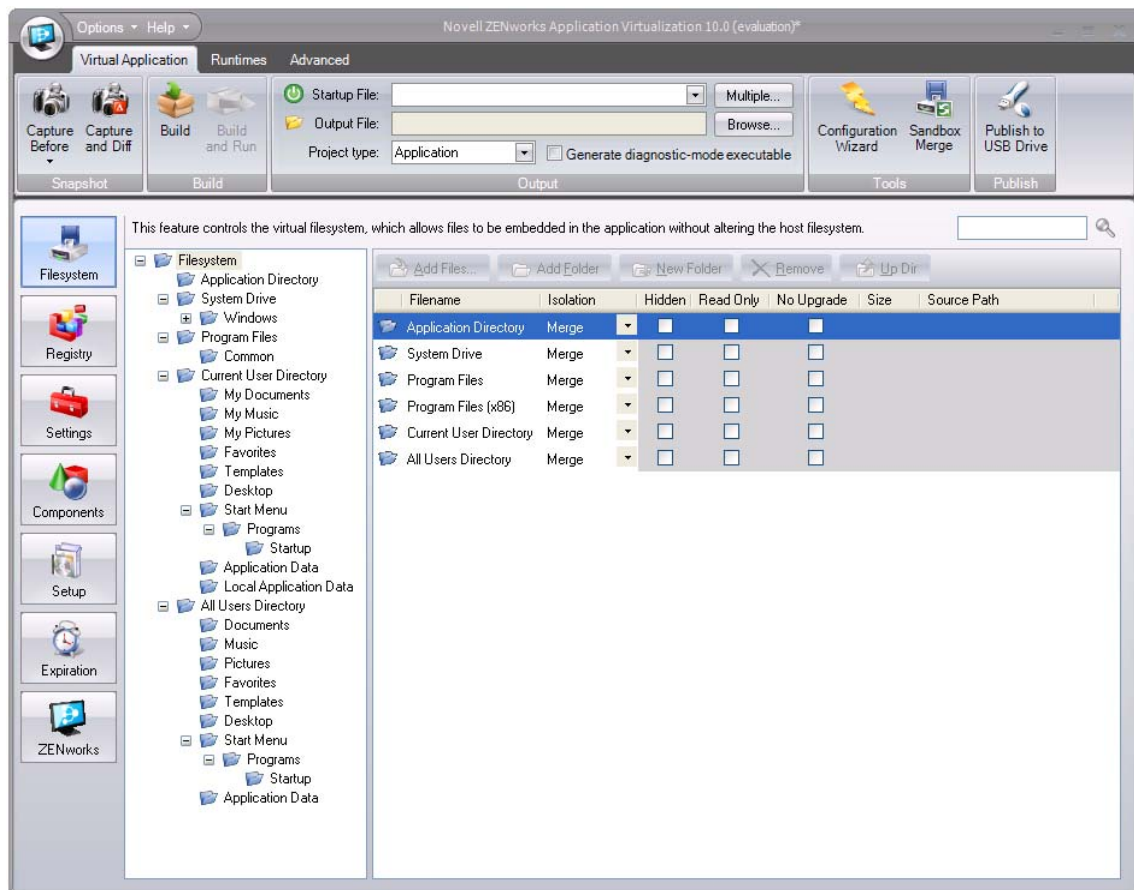 Options Help
Novell ZENworks Application Virtualization 10.0 (evaluation)*
Virtual Application Runtimes Advanced
Capture Before
Capture and Diff
Snapshot
Build
Build and Run
Build
Startup File:
Multiple...
Output File:
Browse...
Project type:
Application
Generate diagnostic-mode executable
Output
Configuration Wizard
Sandbox Merge
Tools
Publish to USB Drive
Publish
Filesystem
Registry
Settings
Components
Setup
Expiration
ZENworks
This feature controls the virtual filesystem, which allows files to be embedded in the application without altering the host filesystem.
Filesystem
Application Directory
System Drive
Windows
Program Files
Common
Current User Directory
My Documents
My Music
My Pictures
Favorites
Templates
Desktop
Start Menu
Programs
Startup
Application Data
Local Application Data
All Users Directory
Documents
Music
Pictures
Favorites
Templates
Desktop
Start Menu
Programs
Startup
Application Data
Add Files... Add Folder New Folder Remove Up Dir
Filename Isolation Hidden Read Only No Upgrade Size Source Path
Application Directory Merge
System Drive Merge
Program Files Merge
Program Files (x86) Merge
Current User Directory Merge
All Users Directory Merge